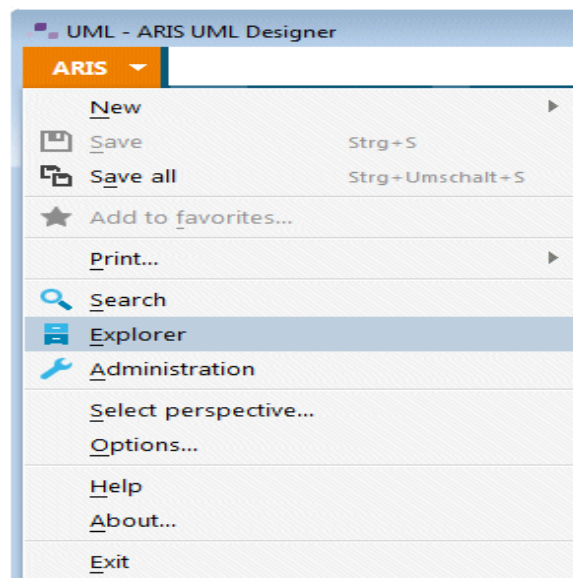 UML - ARIS UML Designer
ARIS
New
Save Strg+S
Save all Strg+Umschalt+S
Add to favorites...
Print...
Search
Explorer
Administration
Select perspective...
Options...
Help
About...
Exit